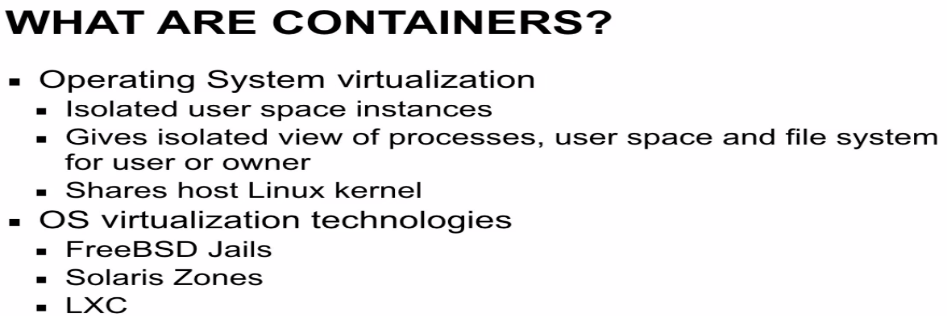 WHAT ARE CONTAINERS?
▪ Operating System virtualization
▪ Isolated user space instances
▪ Gives isolated view of processes, user space and file system
for user or owner
▪ Shares host Linux kernel
▪ OS virtualization technologies
▪ FreeBSD Jails
▪ Solaris Zones
▪ LXC